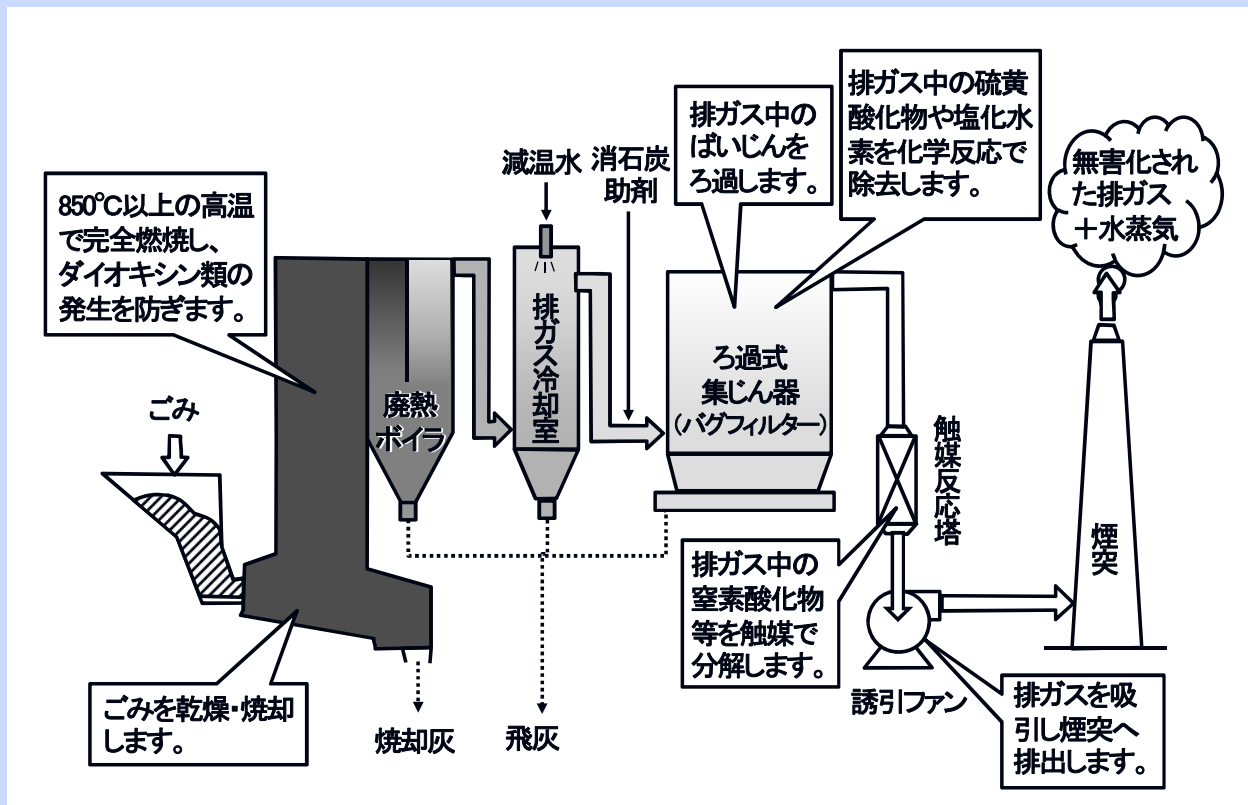 排ガス中の硫黄
酸化物や塩化水
素を化学反応で
除去します。
排ガス中の
ばいじんを
ろ過します。
無害化され
た排ガス
＋水蒸気
減温水
消石炭
助剤
850℃以上の高温
で完全燃焼し、
ダイオキシン類の
発生を防ぎます。
ごみ
廃熱
ボイラ
排ガス冷却室
ろ過式
集じん器
(バグフィルター)
触媒反応塔
煙突
排ガス中の
窒素酸化物
等を触媒で
分解します。
誘引ファン
排ガスを吸
引し煙突へ
排出します。
ごみを乾燥・焼却
します。
焼却灰
飛灰